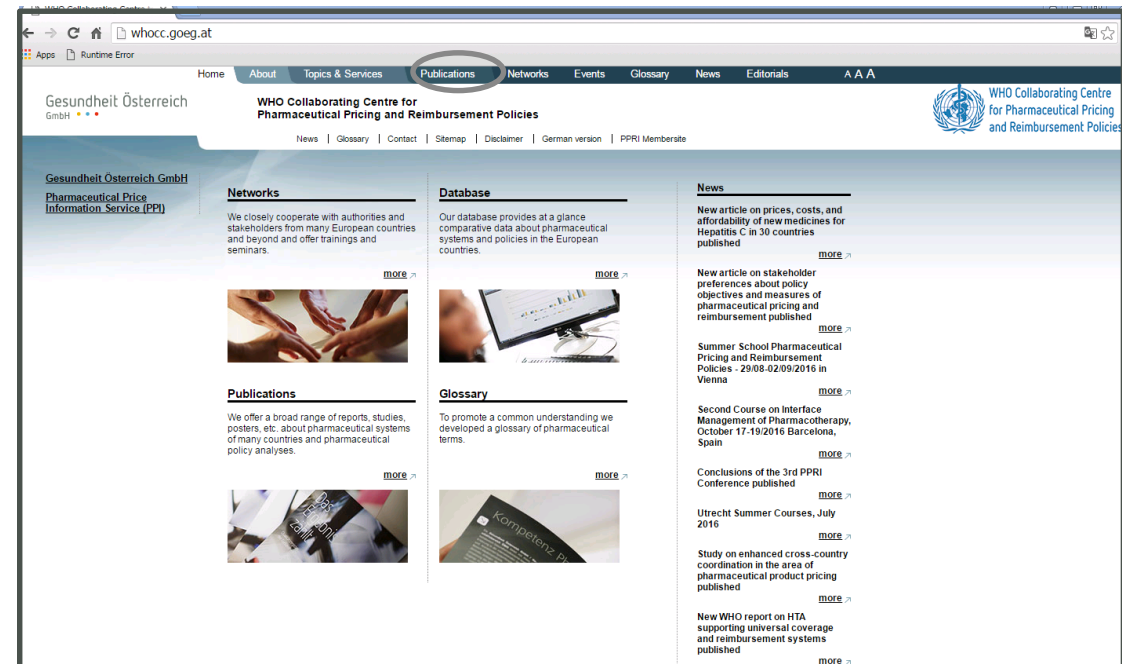 WHO Collaborating Centre
whocc.goeg.at
Apps Runtime Error
Home About Topics & Services Publications Networks Events Glossary News Editorials A A A
Gesundheit Österreich
GmbH
WHO Collaborating Centre for
Pharmaceutical Pricing and Reimbursement Policies
WHO Collaborating Centre
for Pharmaceutical Pricing
and Reimbursement Policies
News | Glossary | Contact | Sitemap | Disclaimer | German version | PPRI Membersite
Gesundheit Österreich GmbH
Pharmaceutical Price
Information Service (PPI)
Networks
We closely cooperate with authorities and
stakeholders from many European countries
and beyond and offer trainings and
seminars.
more
Database
Our database provides at a
glance
comparative data about pharmaceutical
systems and policies in the European
countries.
more
Publications
We offer a broad range of reports, studies,
posters, etc. about pharmaceutical systems
of many countries and pharmaceutical
policy analyses.
more
Das
Ergebnis
zählt
Glossary
To promote a common understanding we
developed a glossary of pharmaceutical
terms.
more
Kompetenz
News
New article on prices, costs, and
affordability of new medicines for
Hepatitis C in 30 countries
published
more
New article on stakeholder
preferences about policy
objectives and measures of
pharmaceutical pricing and
reimbursement published
more
Summer School Pharmaceutical
Pricing and Reimbursement
Policies - 29/08-02/09/2016 in
Vienna
more
Second Course on Interface
Management of Pharmacotherapy,
October 17-19/2016 Barcelona,
Spain
more
Conclusions of the 3rd PPRI
Conference published
more
Utrecht Summer Courses, July
2016
more
Study on enhanced cross-country
coordination in the area of
pharmaceutical product pricing
published
more
New WHO report on HTA
supporting universal coverage
and reimbursement systems
published
more